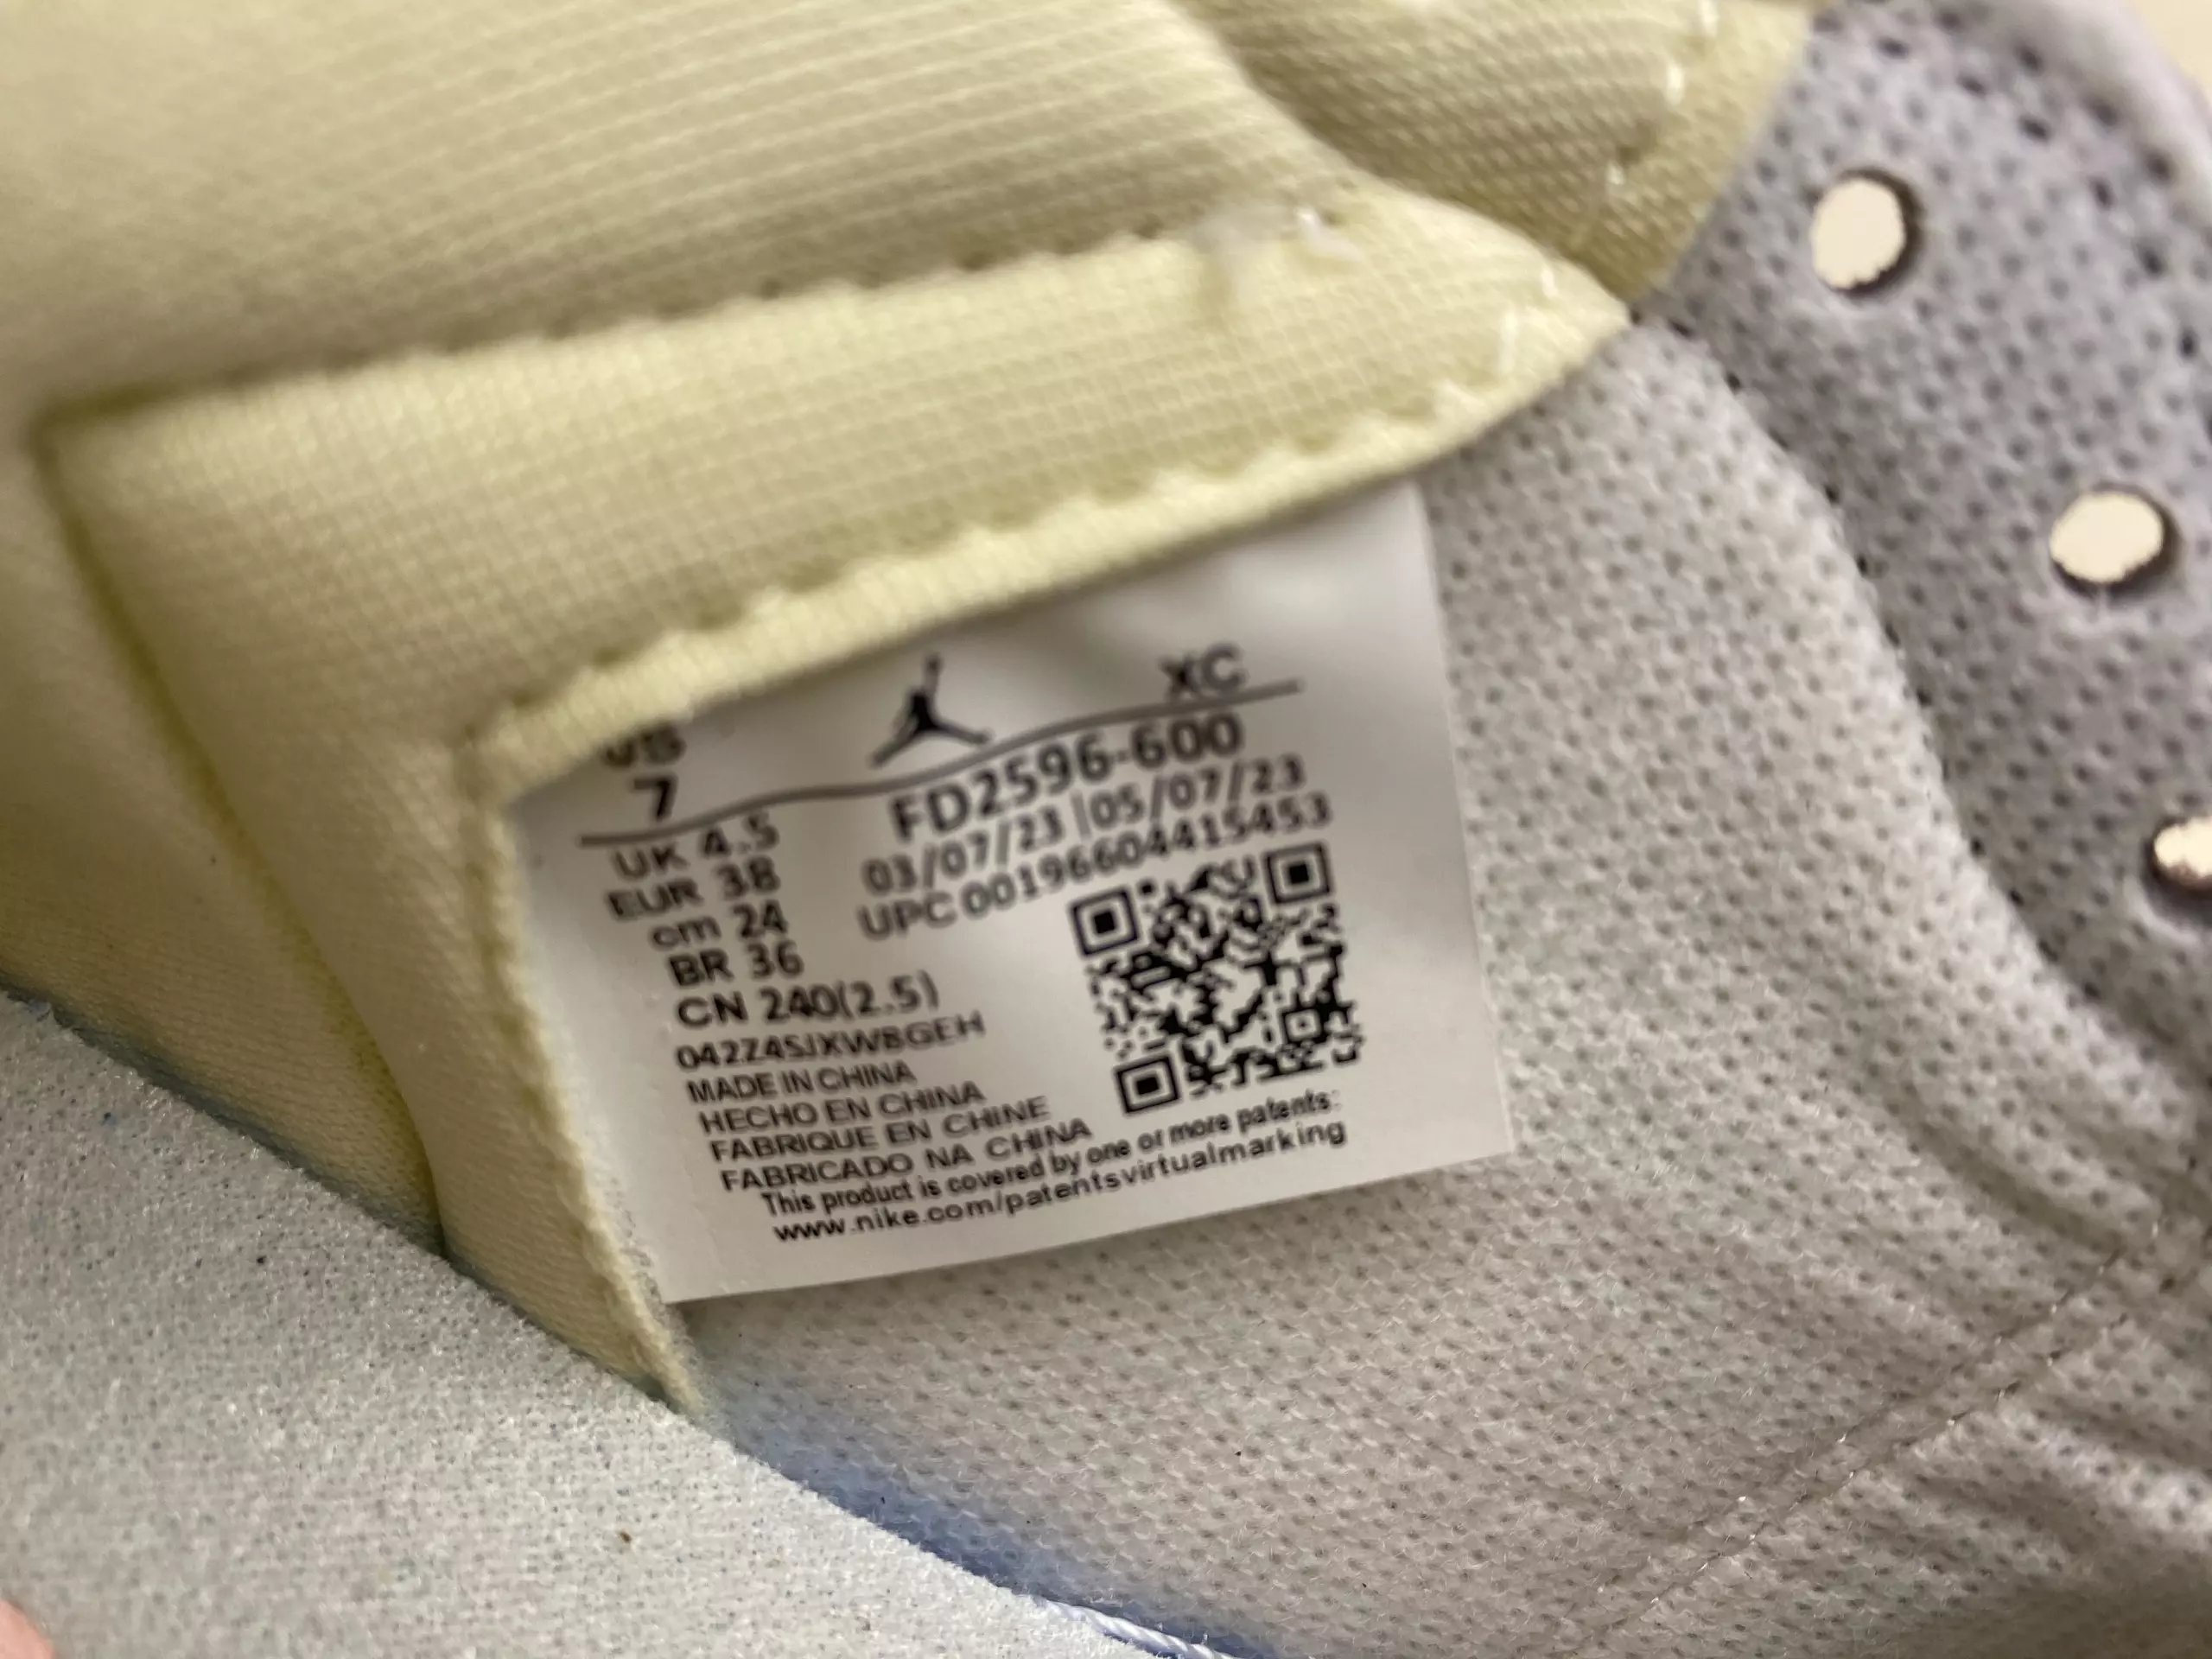 XC
US
7
FD2596-600
03/07/23 | 05/07/23
UPC 00196604415453
UK 4.5
EUR 38
cm 24
BR 36
CN 240(2.5)
042Z4SJXW8GEH
MADE IN CHINA
HECHO EN CHINA
FABRIQUE EN CHINE
FABRICADO NA CHINA
This product is covered by one or more patents:
www.nike.com/patentsvirtualmarking